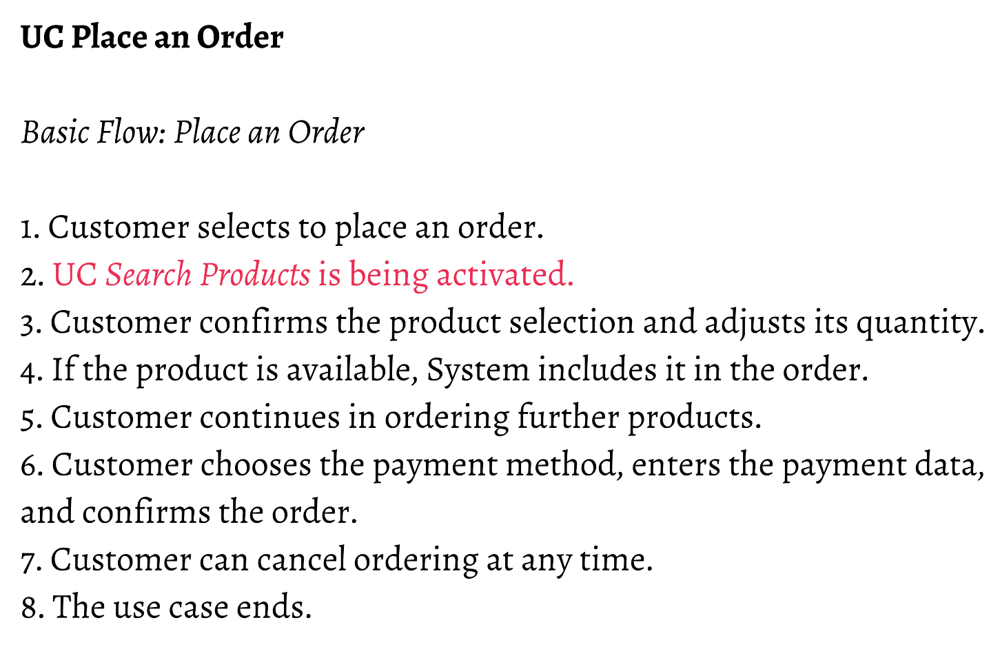 UC Place an Order
Basic Flow: Place an Order
1. Customer selects to place an order.
2. UC Search Products is being activated.
3. Customer confirms the product selection and adjusts its quantity.
4. If the product is available, System includes it in the order.
5. Customer continues in ordering further products.
6. Customer chooses the payment method, enters the payment data,
and confirms the order.
7. Customer can cancel ordering at any time.
8. The use case ends.